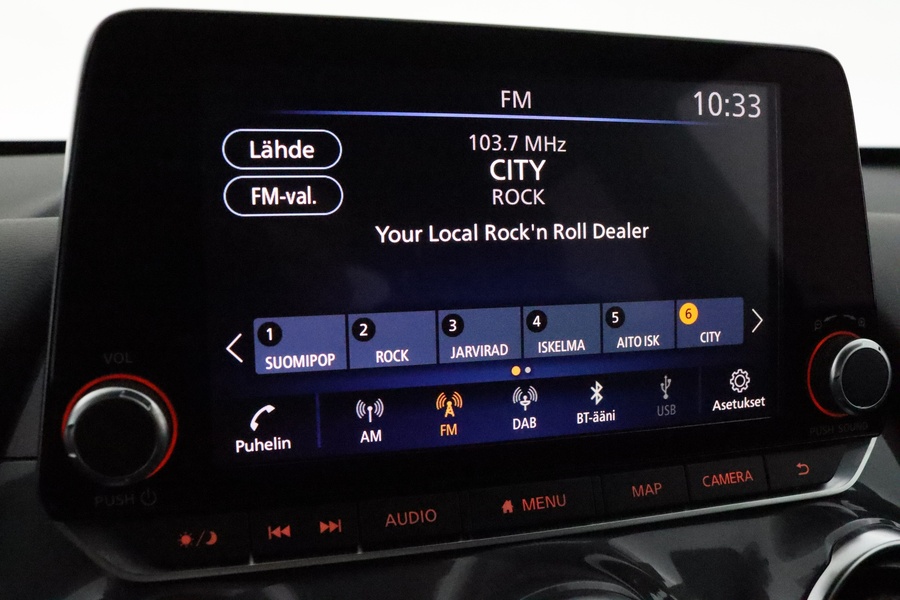 FM
10:33
Lähde
FM-val.
103.7 MHz
CITY
ROCK
Your Local Rock'n Roll Dealer
1 SUOMIPOP
2 ROCK
3 JARVIRAD
4 ISKELMA
5 AITO ISK
6 CITY
Puhelin
AM
FM
DAB
BT-ääni
USB
Asetukset
VOL
PUSH
PUSH SOUND
AUDIO
MENU
MAP
CAMERA